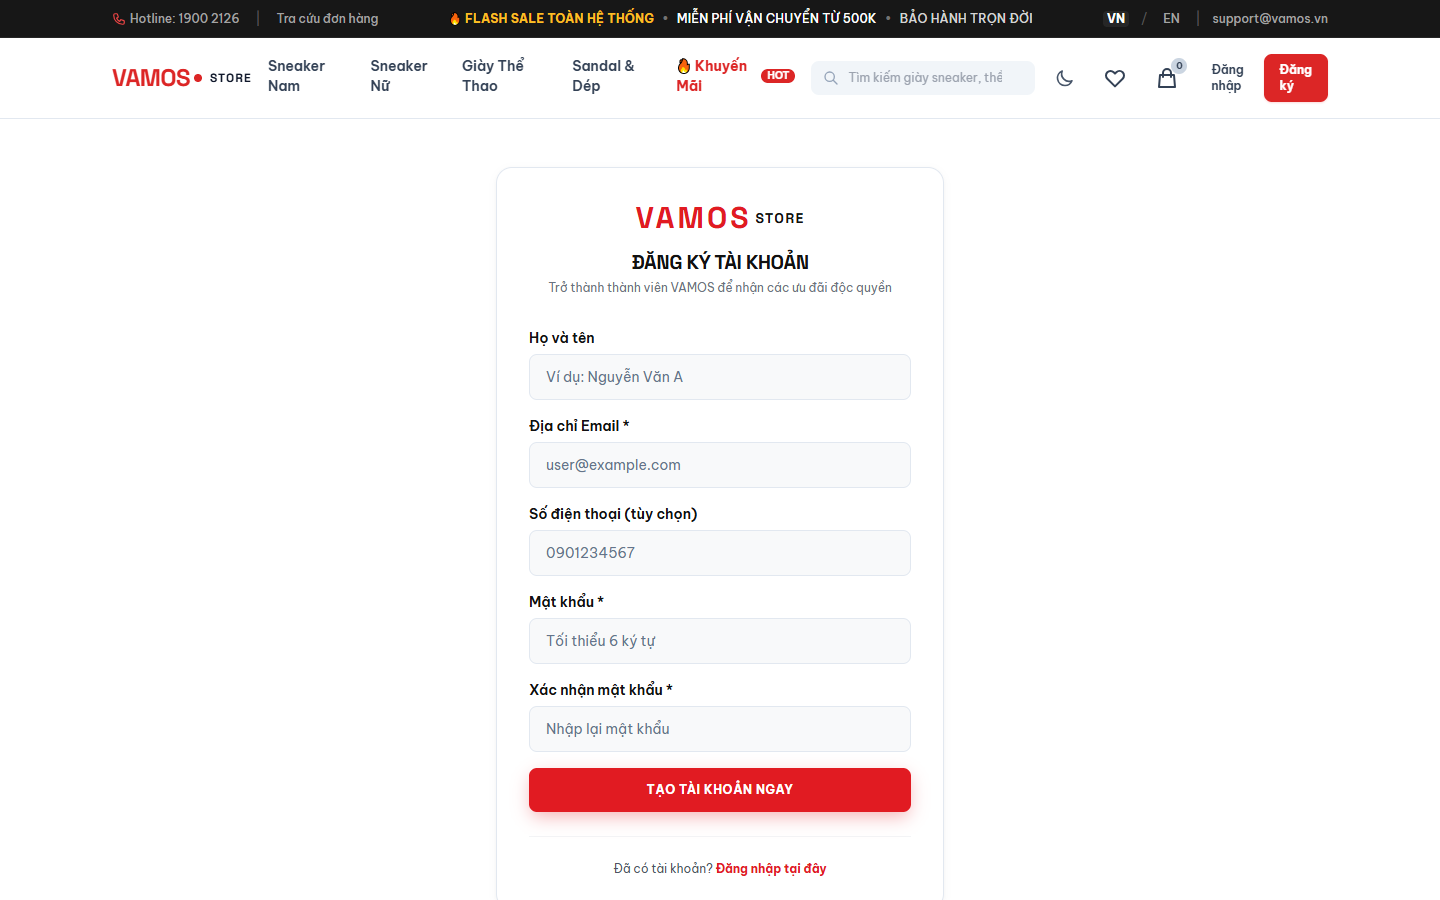 Hotline: 1900 2126 | Tra cứu đơn hàng
FLASH SALE TOÀN HỆ THỐNG • MIỄN PHÍ VẬN CHUYỂN TỪ 500K • BẢO HÀNH TRỌN ĐỜI
VN / EN | support@vamos.vn
VAMOS STORE
Sneaker Nam
Sneaker Nữ
Giày Thể Thao
Sandal & Dép
Khuyến Mãi
HOT
Tìm kiếm giày sneaker, thể
0
Đăng nhập
Đăng ký
VAMOS STORE
ĐĂNG KÝ TÀI KHOẢN
Trở thành thành viên VAMOS để nhận các ưu đãi độc quyền
Họ và tên
Ví dụ: Nguyễn Văn A
Địa chỉ Email *
user@example.com
Số điện thoại (tùy chọn)
0901234567
Mật khẩu *
Tối thiểu 6 ký tự
Xác nhận mật khẩu *
Nhập lại mật khẩu
TẠO TÀI KHOẢN NGAY
Đã có tài khoản? Đăng nhập tại đây